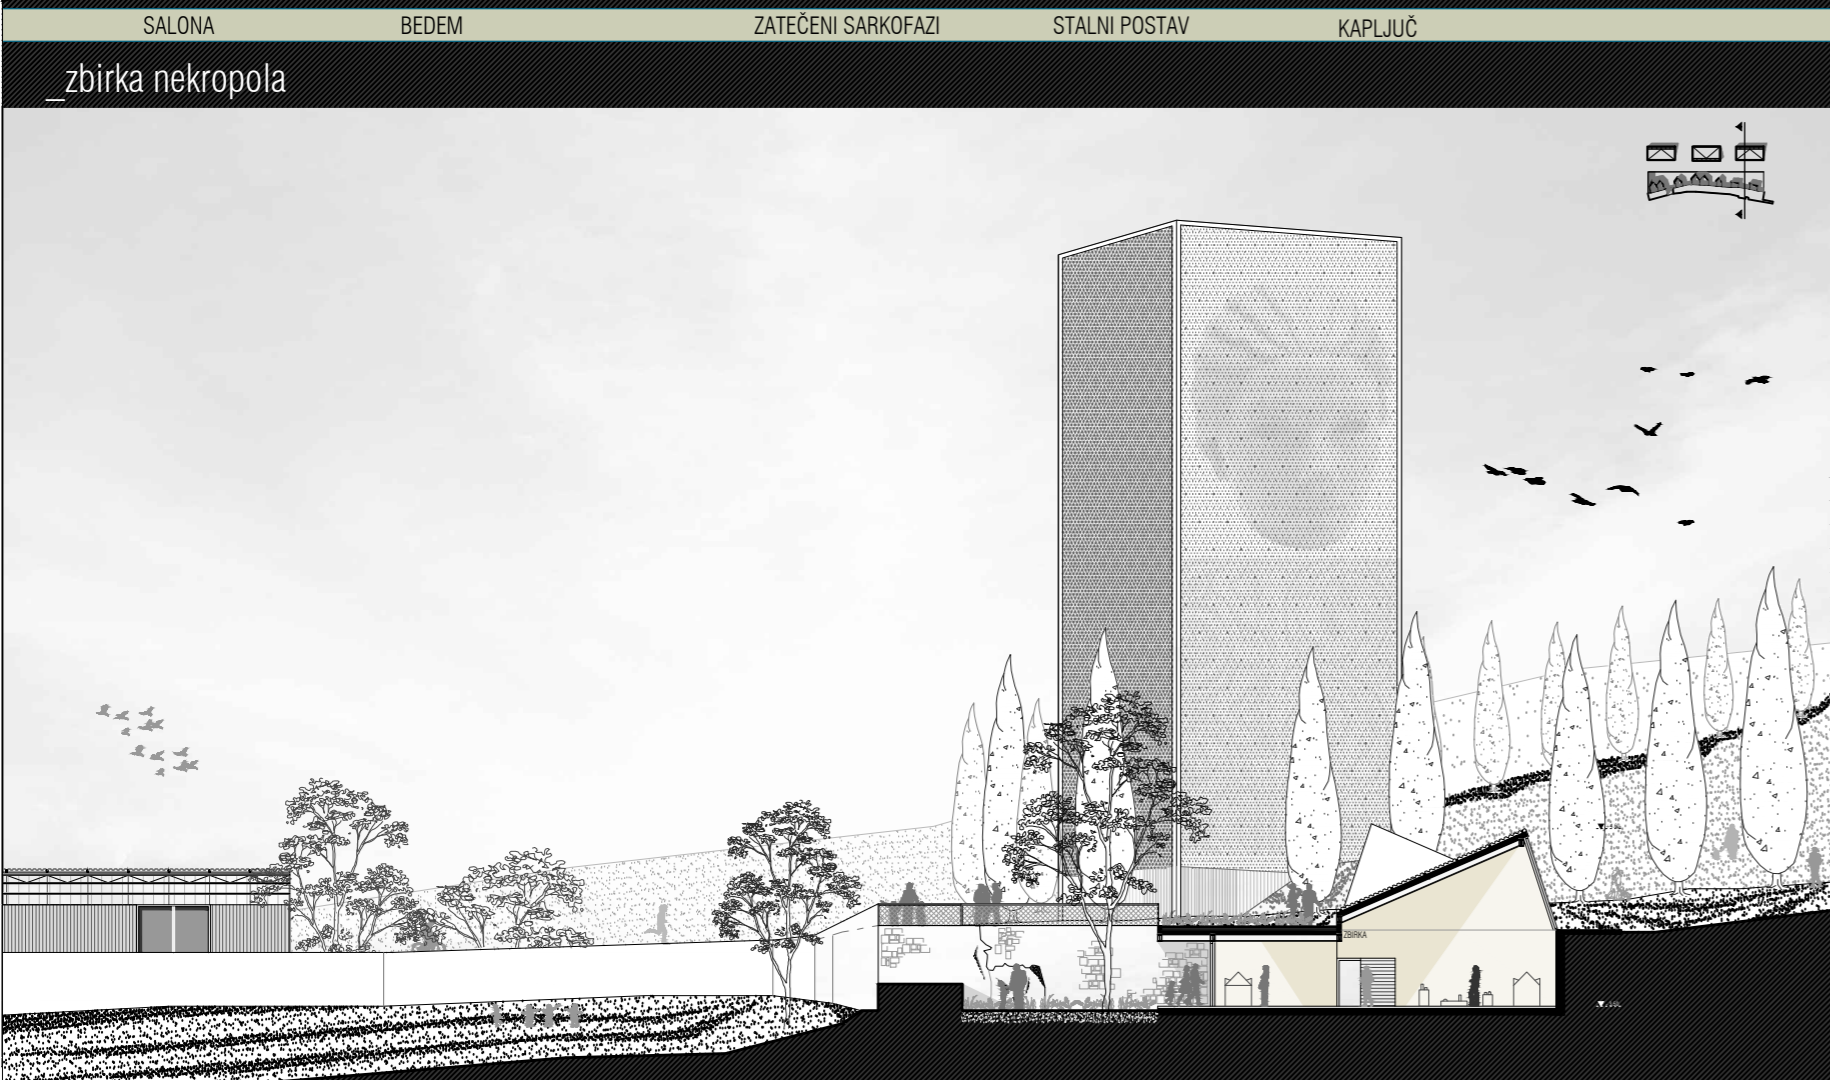 SALONA
BEDEM
ZATEČENI SARKOFAZI
STALNI POSTAV
KAPLJUČ
_zbirka nekropola
ZBIRKA